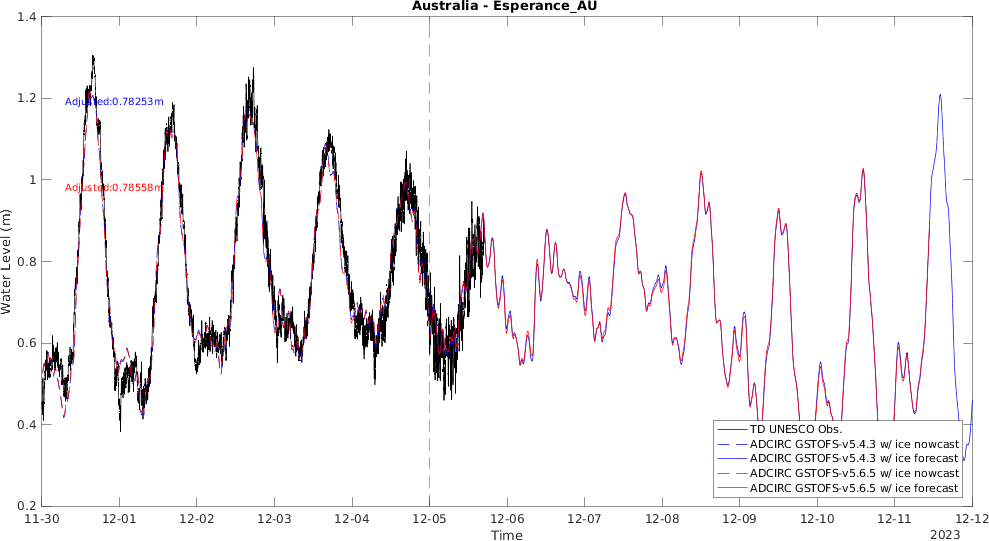 Australia - Esperance_AU
1.4
1.2
1
0.8
0.6
0.4
0.2
Water Level (m)
Adjusted:0.78253m
Adjusted:0.78558m
TD UNESCO Obs.
ADCIRC GSTOFS-v5.4.3 w/ ice nowcast
ADCIRC GSTOFS-v5.4.3 w/ ice forecast
ADCIRC GSTOFS-v5.6.5 w/ ice nowcast
ADCIRC GSTOFS-v5.6.5 w/ ice forecast
11-30 12-01 12-02 12-03 12-04 12-05 12-06 12-07 12-08 12-09 12-10 12-11 12-12
Time
2023